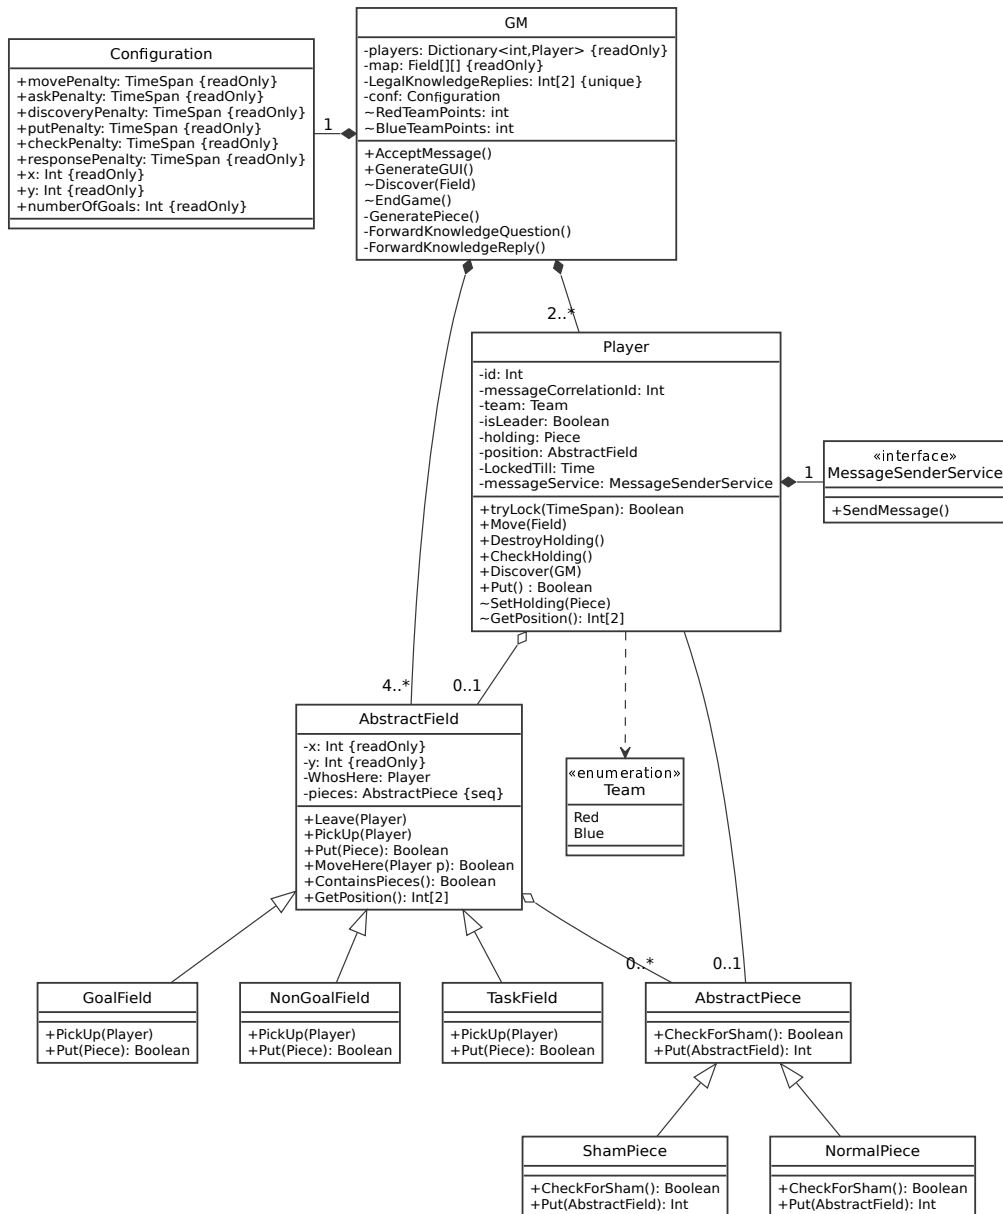 GM
-players: Dictionary<int,Player> {readOnly}
-map: Field[][] {readOnly}
-LegalKnowledgeReplies: Int[2] {unique}
-conf: Configuration
~RedTeamPoints: int
~BlueTeamPoints: int
+AcceptMessage()
+GenerateGUI()
~Discover(Field)
~EndGame()
-GeneratePiece()
-ForwardKnowledgeQuestion()
-ForwardKnowledgeReply()
Configuration
+movePenalty: TimeSpan {readOnly}
+askPenalty: TimeSpan {readOnly}
+discoveryPenalty: TimeSpan {readOnly}
+putPenalty: TimeSpan {readOnly}
+checkPenalty: TimeSpan {readOnly}
+responsePenalty: TimeSpan {readOnly}
+x: Int {readOnly}
+y: Int {readOnly}
+numberOfGoals: Int {readOnly}
1
2..*
Player
-id: Int
-messageCorrelationId: Int
-team: Team
-isLeader: Boolean
-holding: Piece
-position: AbstractField
-LockedTill: Time
-messageService: MessageSenderService
+tryLock(TimeSpan): Boolean
+Move(Field)
+DestroyHolding()
+CheckHolding()
+Discover(GM)
+Put() : Boolean
~SetHolding(Piece)
~GetPosition(): Int[2]
1
«interface»
MessageSenderService
+SendMessage()
4..*
0..1
AbstractField
-x: Int {readOnly}
-y: Int {readOnly}
-WhosHere: Player
-pieces: AbstractPiece {seq}
+Leave(Player)
+PickUp(Player)
+Put(Piece): Boolean
+MoveHere(Player p): Boolean
+ContainsPieces(): Boolean
+GetPosition(): Int[2]
«enumeration»
Team
Red
Blue
0..*
0..1
GoalField
+PickUp(Player)
+Put(Piece): Boolean
NonGoalField
+PickUp(Player)
+Put(Piece): Boolean
TaskField
+PickUp(Player)
+Put(Piece): Boolean
AbstractPiece
+CheckForSham(): Boolean
+Put(AbstractField): Int
ShamPiece
+CheckForSham(): Boolean
+Put(AbstractField): Int
NormalPiece
+CheckForSham(): Boolean
+Put(AbstractField): Int